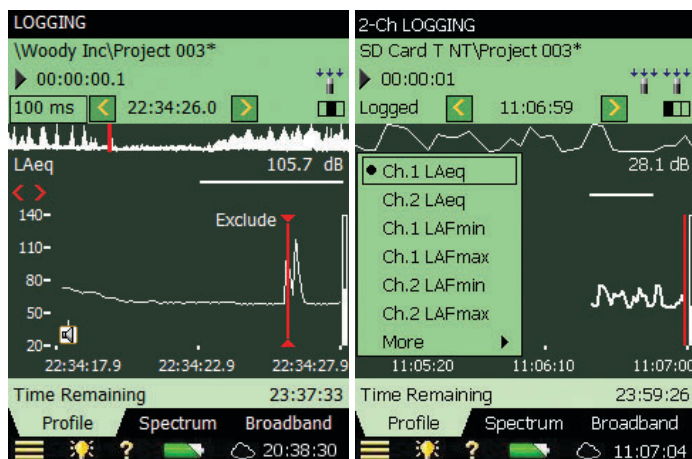 LOGGING
\Woody Inc\Project 003*
00:00:00.1
100 ms < 22:34:26.0 >
LAeq 105.7 dB
< >
140-
Exclude
110-
80-
50-
20-
22:34:17.9 22:34:22.9 22:34:27.9
Time Remaining 23:37:33
Profile Spectrum Broadband
? 20:38:30
2-Ch LOGGING
SD Card T NT\Project 003*
00:00:01
Logged < 11:06:59 >
28.1 dB
Ch.1 LAeq
Ch.2 LAeq
Ch.1 LAFmin
Ch.1 LAFmax
Ch.2 LAFmin
Ch.2 LAFmax
More
11:05:20 11:06:10 11:07:00
Time Remaining 23:59:26
Profile Spectrum Broadband
? 11:07:04